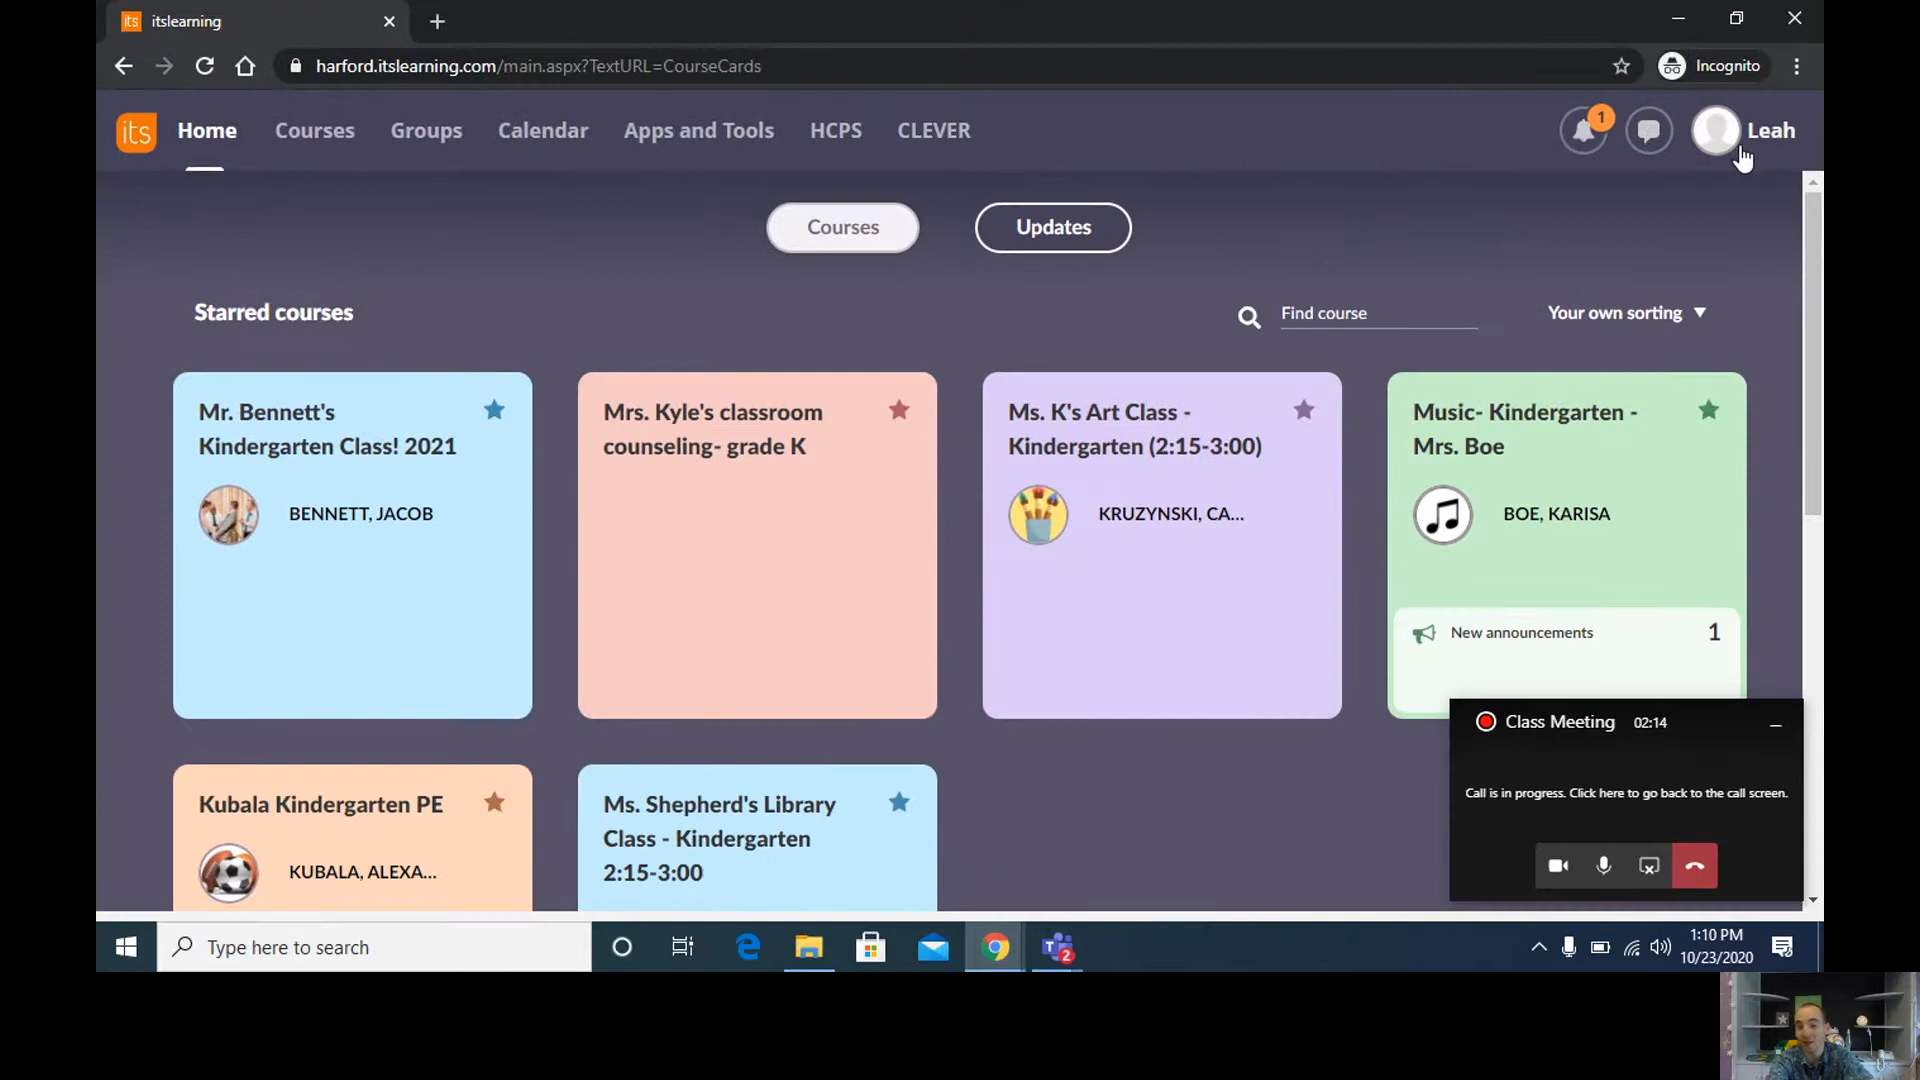 its itslearning
harford.itslearning.com/main.aspx?TextURL=CourseCards
Incognito
its Home Courses Groups Calendar Apps and Tools HCPS CLEVER 1 Leah
Courses Updates
Starred courses Find course Your own sorting
Mr. Bennett's
Kindergarten Class! 2021
BENNETT, JACOB
Mrs. Kyle's classroom
counseling- grade K
Ms. K's Art Class -
Kindergarten (2:15-3:00)
KRUZYNSKI, CA...
Music- Kindergarten -
Mrs. Boe
BOE, KARISA
New announcements 1
Kubala Kindergarten PE
KUBALA, ALEXA...
Ms. Shepherd's Library
Class - Kindergarten
2:15-3:00
Class Meeting 02:14
Call is in progress. Click here to go back to the call screen.
Type here to search
2
1:10 PM
10/23/2020